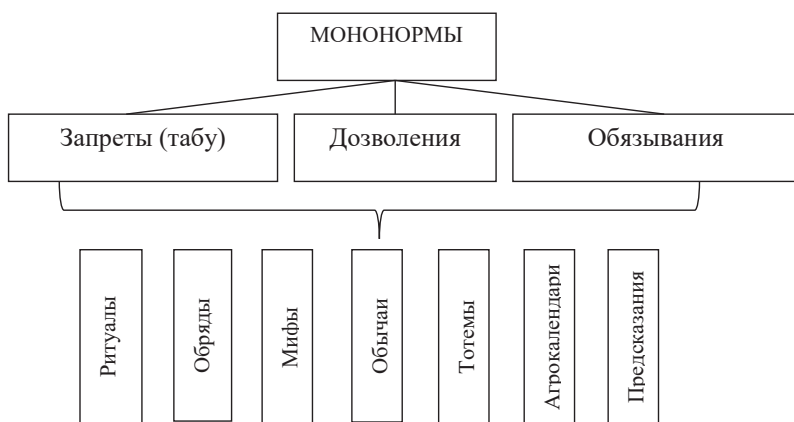 МОНОНОРМЫ
Запреты (табу)
Дозволения
Обязывания
Ритуалы
Обряды
Мифы
Обычаи
Тотемы
Агрокалендари
Предсказания